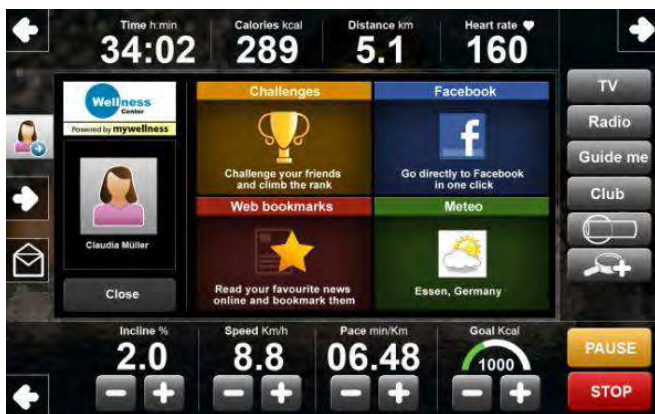 Time h:min
34:02
Calories kcal
289
Distance km
5.1
Heart rate
160
Wellness
Center
Powered by mywellness
Claudia Müller
Close
Challenges
Challenge your friends
and climb the rank
Facebook
f
Go directly to Facebook
in one click
Web bookmarks
Read your favourite news
online and bookmark them
Meteo
Essen, Germany
TV
Radio
Guide me
Club
Incline %
2.0
Speed Km/h
8.8
Pace min/Km
06.48
Goal Kcal
1000
PAUSE
STOP